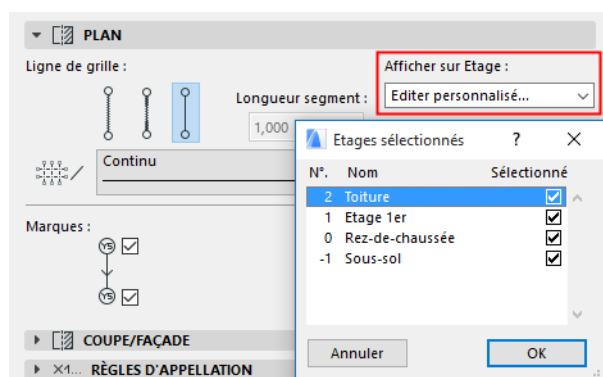 PLAN
Ligne de grille :
Afficher sur Etage :
Longueur segment :
Editer personnalisé...
1,000
Continu
Etages sélectionnés ?
N°. Nom Sélectionné
2 Toiture
1 Etage 1er
0 Rez-de-chaussée
-1 Sous-sol
Marques :
Y5
Y5
Annuler OK
COUPE/FAÇADE
X1... RÈGLES D'APPELLATION